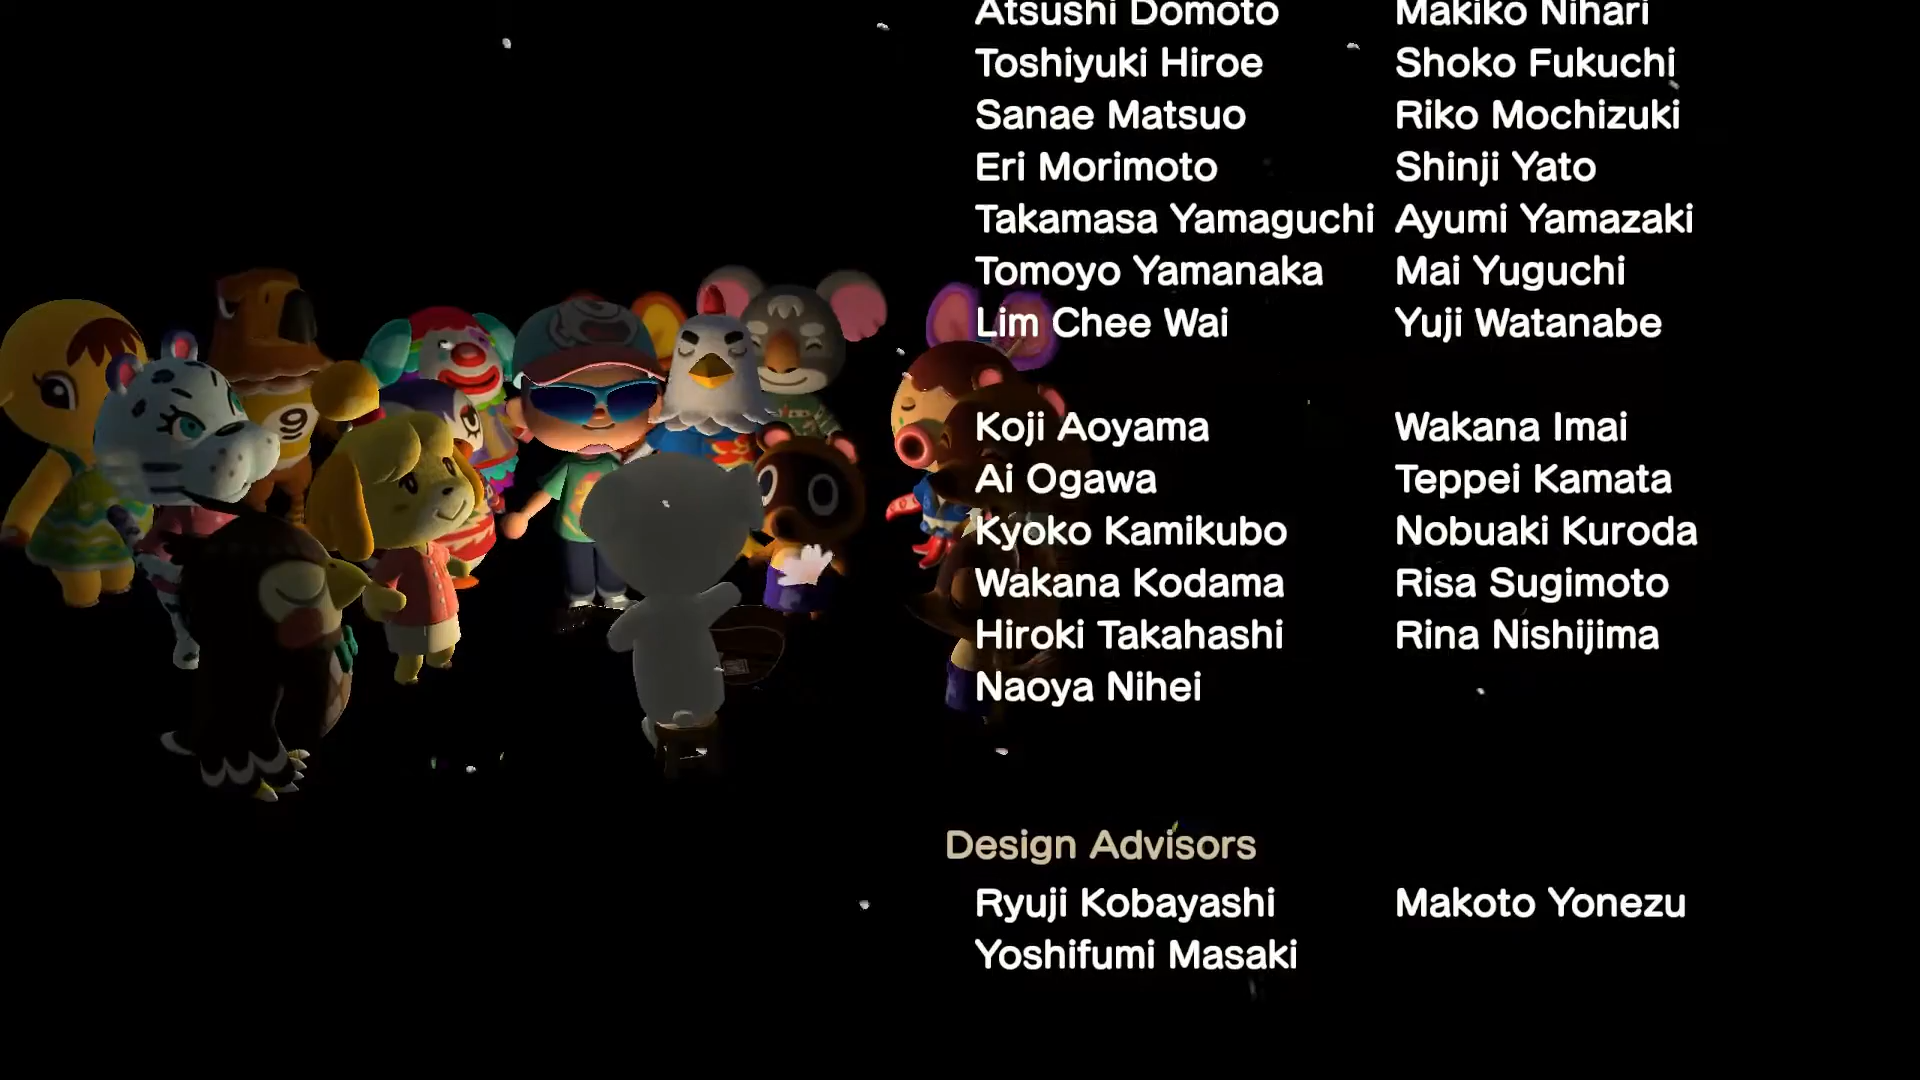 Atsushi Domoto Makiko Nihari
Toshiyuki Hiroe Shoko Fukuchi
Sanae Matsuo Riko Mochizuki
Eri Morimoto Shinji Yato
Takamasa Yamaguchi Ayumi Yamazaki
Tomoyo Yamanaka Mai Yuguchi
Lim Chee Wai Yuji Watanabe
Koji Aoyama Wakana Imai
Ai Ogawa Teppei Kamata
Kyoko Kamikubo Nobuaki Kuroda
Wakana Kodama Risa Sugimoto
Hiroki Takahashi Rina Nishijima
Naoya Nihei
Design Advisors
Ryuji Kobayashi Makoto Yonezu
Yoshifumi Masaki
9